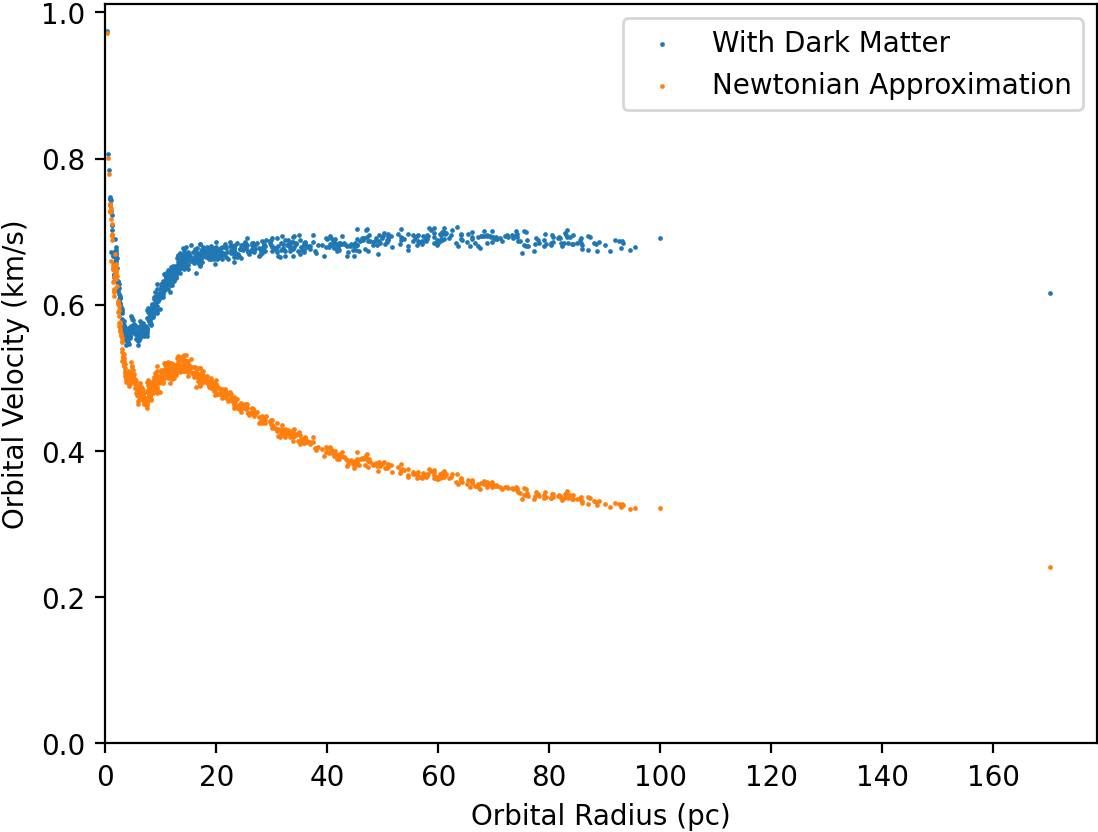 With Dark Matter
Newtonian Approximation
1.0
0.8
0.6
0.4
0.2
0.0
Orbital Velocity (km/s)
0 20 40 60 80 100 120 140 160
Orbital Radius (pc)